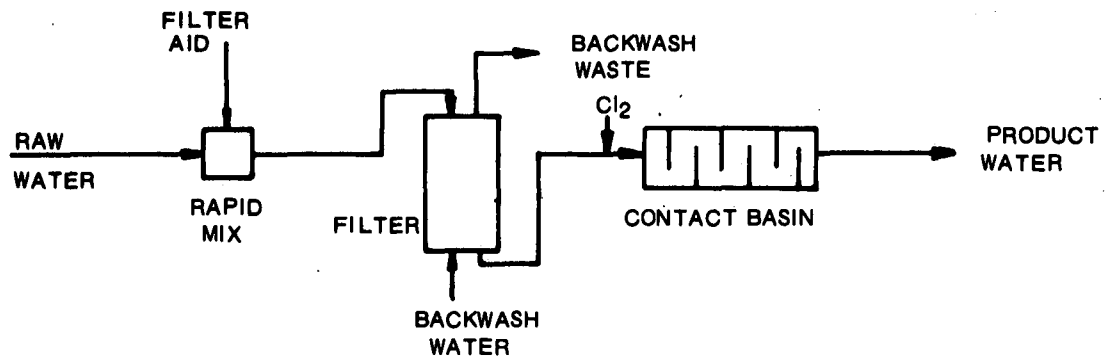 FILTER
AID
RAW
WATER
RAPID
MIX
FILTER
BACKWASH
WATER
BACKWASH
WASTE
Cl2
CONTACT BASIN
PRODUCT
WATER